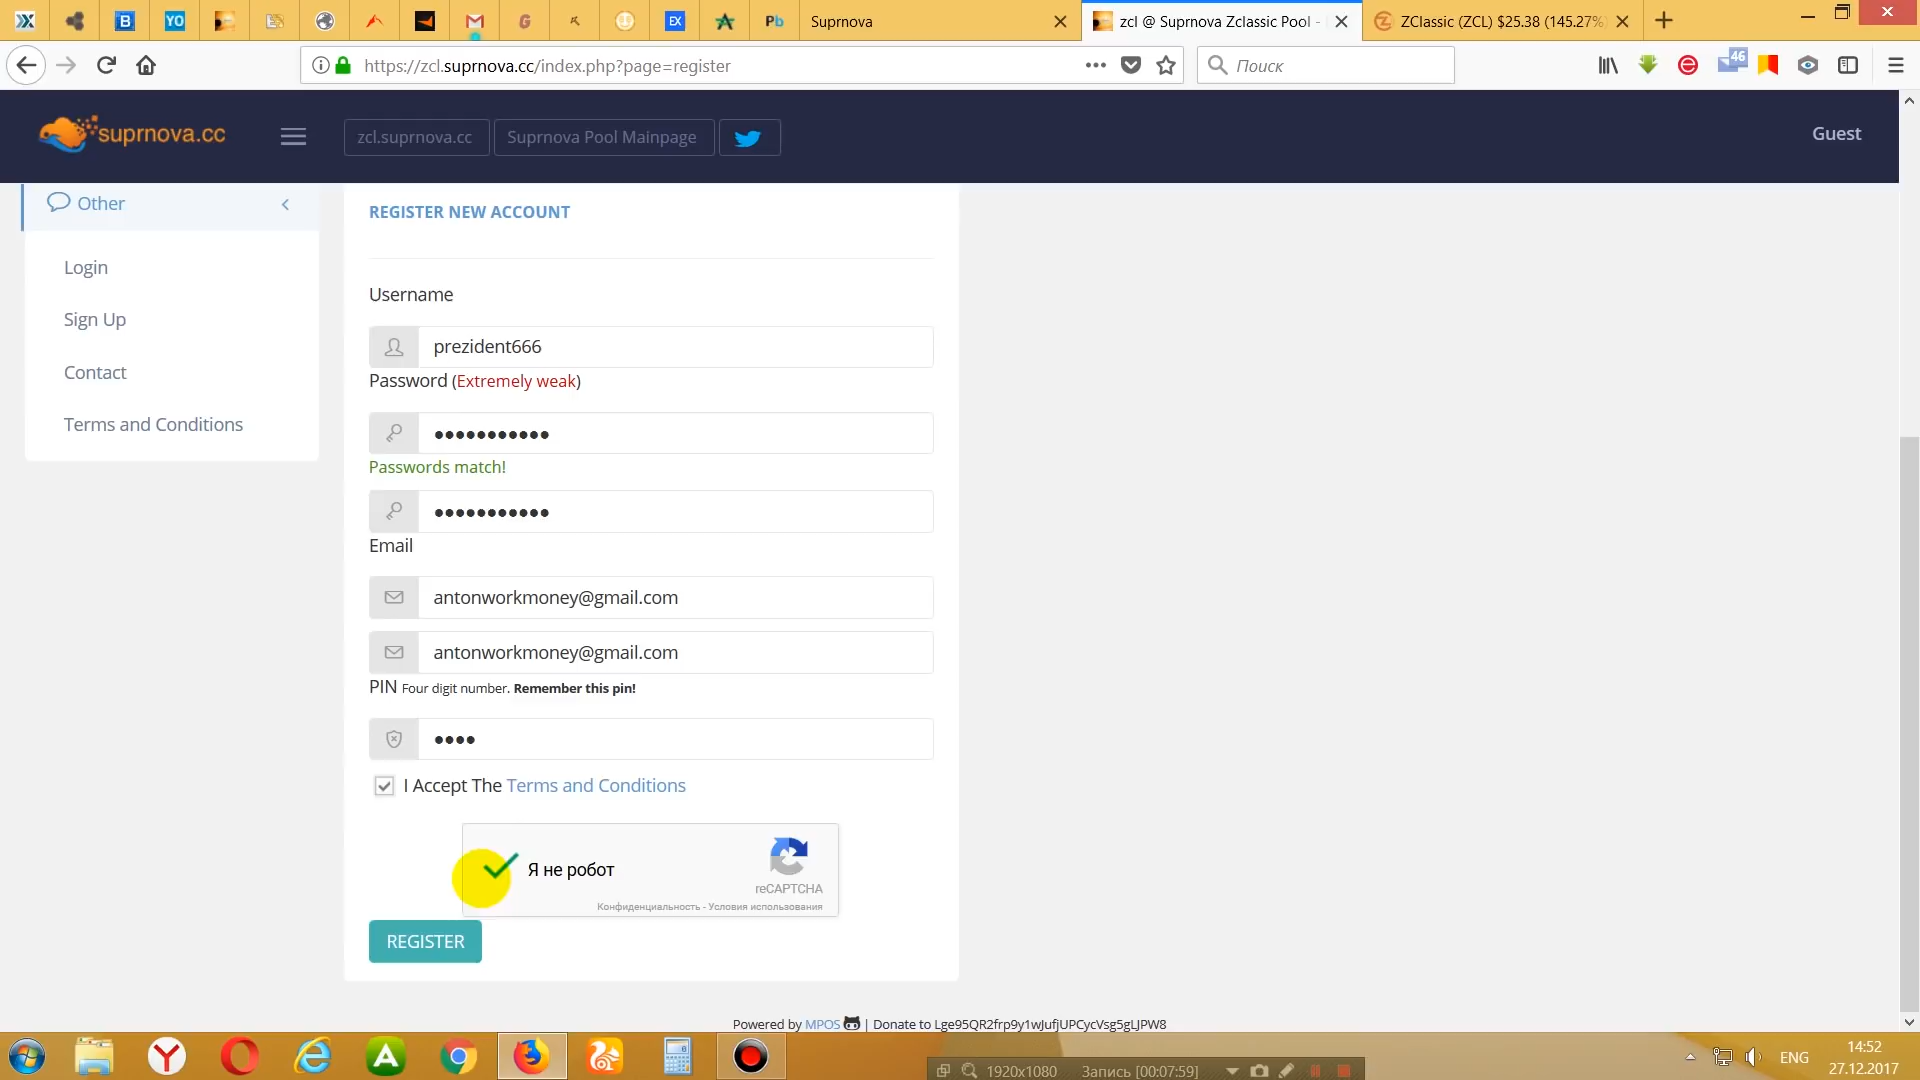 B
YO
G
EX
Pb
Suprnova
zcl @ Suprnova Zclassic Pool -
ZClassic (ZCL) $25.38 (145.27%)
https://zcl.suprnova.cc/index.php?page=register
Поиск
46
suprnova.cc
zcl.suprnova.cc
Suprnova Pool Mainpage
Guest
Other
Login
Sign Up
Contact
Terms and Conditions
REGISTER NEW ACCOUNT
Username
prezident666
Password (Extremely weak)
•••••••••••
Passwords match!
•••••••••••
Email
antonworkmoney@gmail.com
antonworkmoney@gmail.com
PIN Four digit number. Remember this pin!
••••
I Accept The Terms and Conditions
Я не робот
reCAPTCHA
Конфиденциальность - Условия использования
REGISTER
Powered by MPOS | Donate to Lge95QR2frp9y1wJufjUPCycVsg5gLJPW8
1920x1080
Запись [00:07:59]
ENG
14:52
27.12.2017